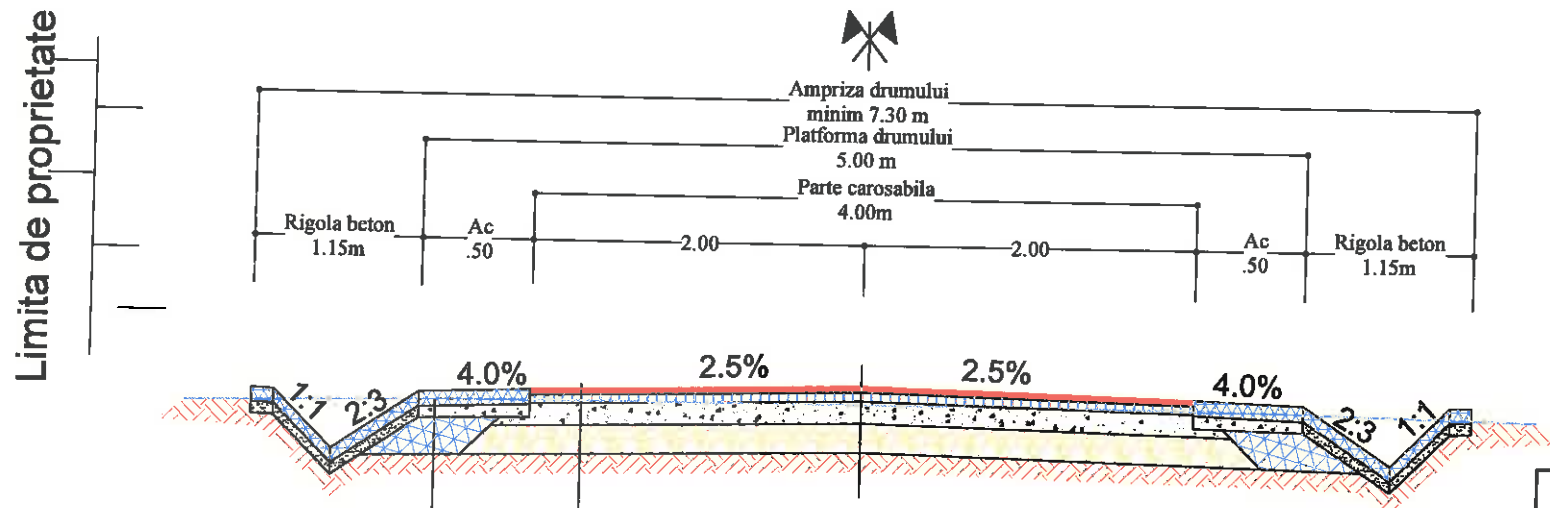 Limita de proprietate
Ampriza drumului
minim 7.30 m
Platforma drumului
5.00 m
Parte carosabila
4.00m
Rigola beton
1.15m
Ac
.50
2.00
2.00
Ac
.50
Rigola beton
1.15m
1:1
2:3
4.0%
2.5%
2.5%
4.0%
2:3
1:1